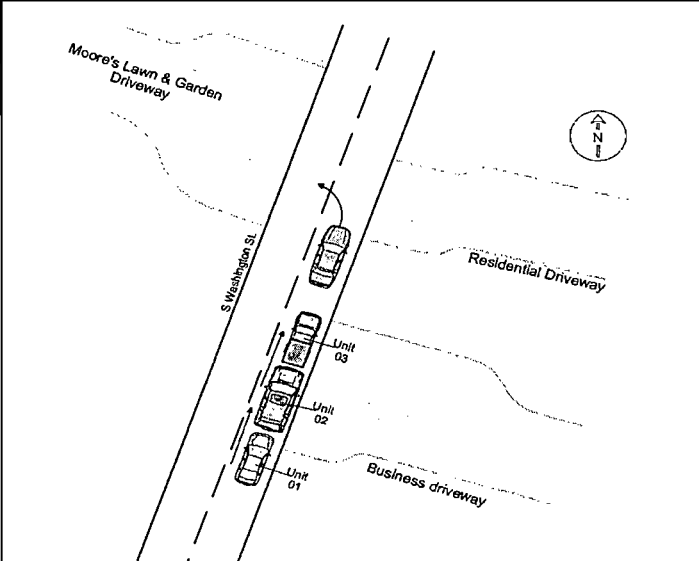 Moore's Lawn & Garden
Driveway
N
S Washington St.
Residential Driveway
Unit
03
Unit
02
Business driveway
Unit
01